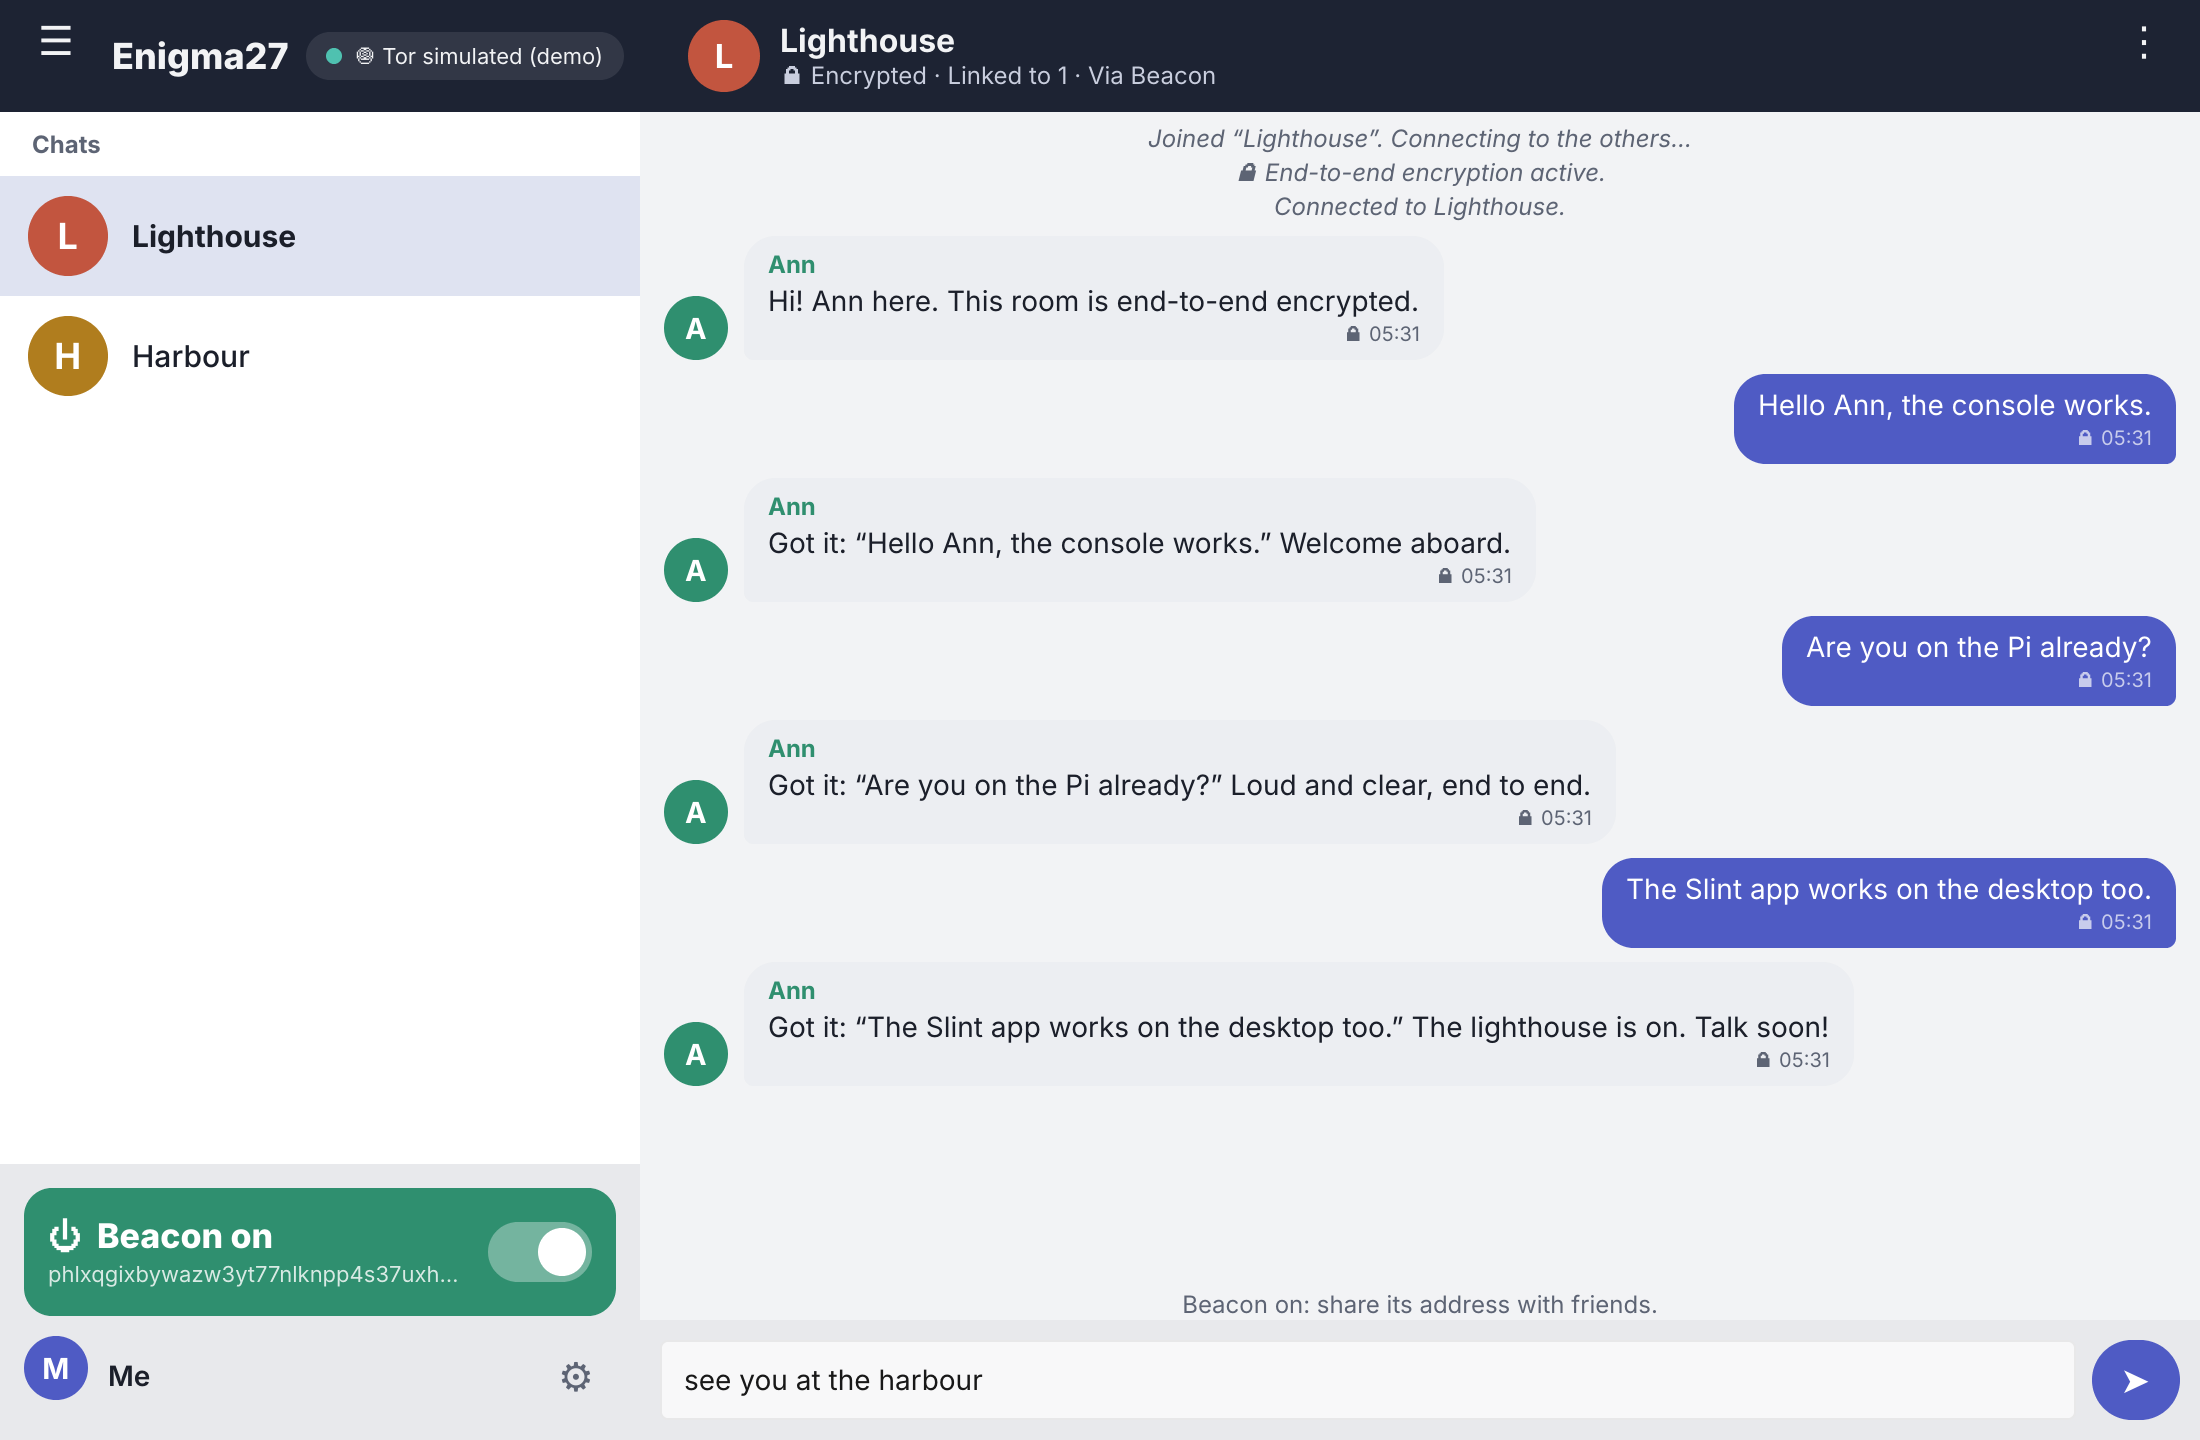 ☰ Enigma27 Tor simulated (demo)
L Lighthouse
Encrypted · Linked to 1 · Via Beacon
Chats
L Lighthouse
H Harbour
Joined “Lighthouse”. Connecting to the others…
End-to-end encryption active.
Connected to Lighthouse.
Ann
Hi! Ann here. This room is end-to-end encrypted.
A
05:31
Hello Ann, the console works.
05:31
Ann
Got it: “Hello Ann, the console works.” Welcome aboard.
A
05:31
Are you on the Pi already?
05:31
Ann
Got it: “Are you on the Pi already?” Loud and clear, end to end.
A
05:31
The Slint app works on the desktop too.
05:31
Ann
Got it: “The Slint app works on the desktop too.” The lighthouse is on. Talk soon!
A
05:31
Beacon on
phlxqgixbywazw3yt77nlknpp4s37uxh…
M Me
Beacon on: share its address with friends.
see you at the harbour